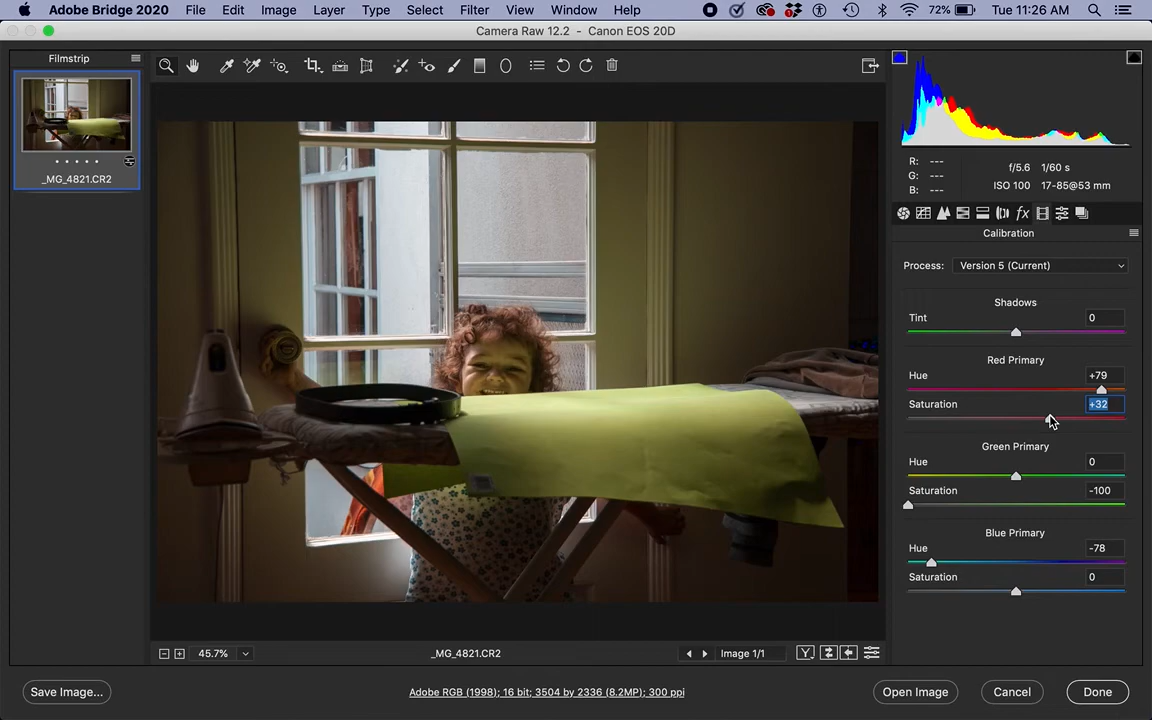 Adobe Bridge 2020 File Edit Image Layer Type Select Filter View Window Help 72% Tue 11:26 AM
Camera Raw 12.2 - Canon EOS 20D
Filmstrip
_MG_4821.CR2
R: ---
G: ---
B: ---
f/5.6 1/60 s
ISO 100 17-85@53 mm
fx
Calibration
Process: Version 5 (Current)
Shadows
Tint 0
Red Primary
Hue +79
Saturation +32
Green Primary
Hue 0
Saturation -100
Blue Primary
Hue -78
Saturation 0
45.7% _MG_4821.CR2 Image 1/1 Y
Save Image... Adobe RGB (1998); 16 bit; 3504 by 2336 (8.2MP); 300 ppi Open Image Cancel Done